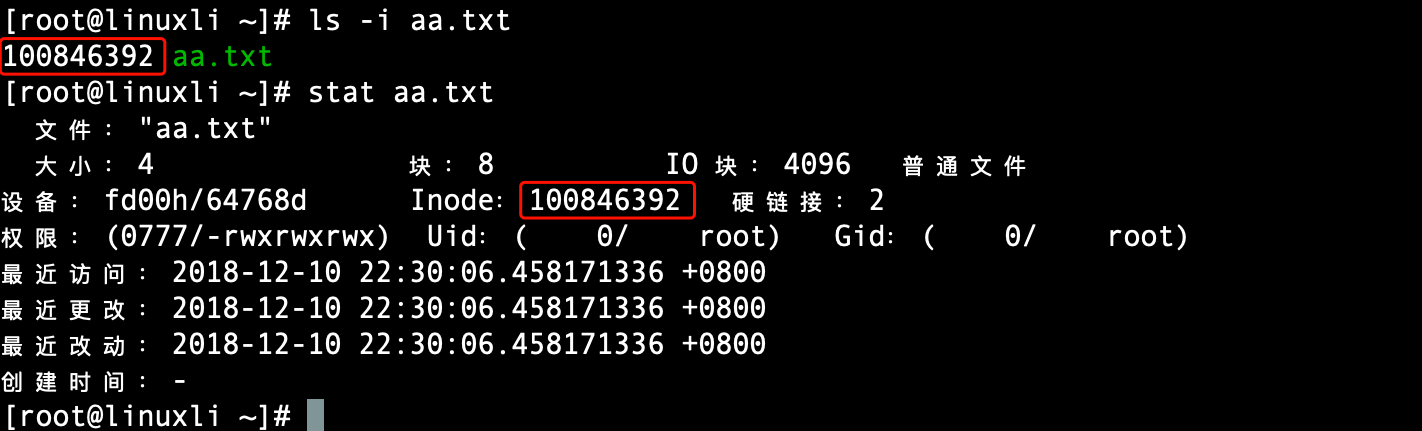 [root@linuxli ~]# ls -i aa.txt
100846392 aa.txt
[root@linuxli ~]# stat aa.txt
文件："aa.txt"
大小：4 块：8 IO 块：4096 普通文件
设备：fd00h/64768d Inode：100846392 硬链接：2
权限：(0777/-rwxrwxrwx) Uid：( 0/ root) Gid：( 0/ root)
最近访问：2018-12-10 22:30:06.458171336 +0800
最近更改：2018-12-10 22:30:06.458171336 +0800
最近改动：2018-12-10 22:30:06.458171336 +0800
创建时间：-
[root@linuxli ~]#